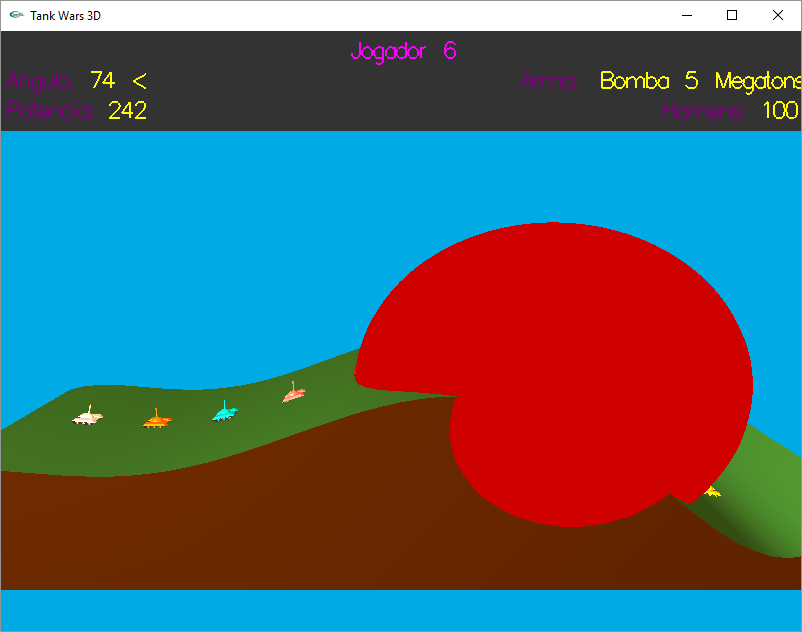 Tank Wars 3D
Jogador 6
Angulo: 74 < Arma: Bomba 5 Megatons
Potencia: 242 Homens: 100